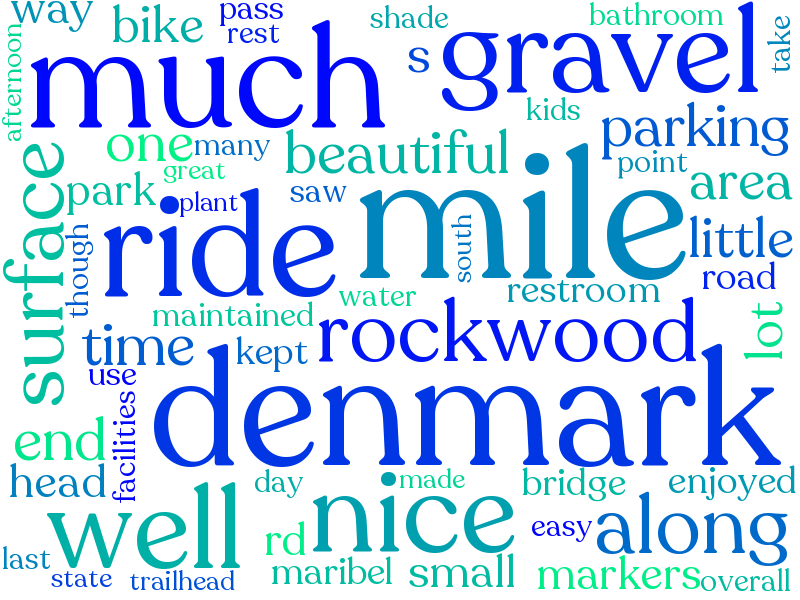 way
bike
pass
rest
shade
s
gravel
bathroom
take
afternoon
much
kids
parking
one
many
beautiful
point
great
area
surface
park
plant
saw
mile
though
ride
south
little
road
water
restroom
maintained
lot
time
kept
rockwood
use
denmark
facilities
end
head
day
made
bridge
enjoyed
well
nice
easy
along
rd
last
state
trailhead
maribel
small
markers
overall